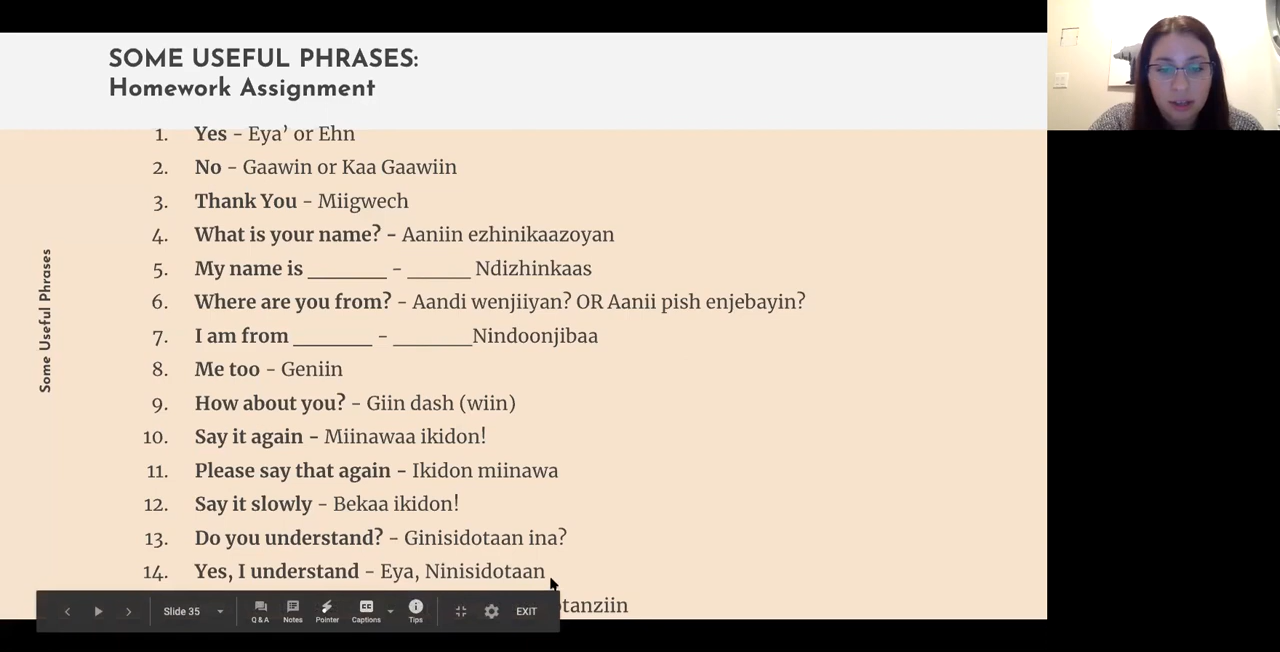 SOME USEFUL PHRASES:
Homework Assignment
Some Useful Phrases
1. Yes - Eya’ or Ehn
2. No - Gaawin or Kaa Gaawiin
3. Thank You - Miigwech
4. What is your name? - Aaniin ezhinikaazoyan
5. My name is _______ - _____ Ndizhinkaas
6. Where are you from? - Aandi wenjiiyan? OR Aanii pish enjebayin?
7. I am from _______ - _______Nindoonjibaa
8. Me too - Geniin
9. How about you? - Giin dash (wiin)
10. Say it again - Miinawaa ikidon!
11. Please say that again - Ikidon miinawa
12. Say it slowly - Bekaa ikidon!
13. Do you understand? - Ginisidotaan ina?
14. Yes, I understand - Eya, Ninisidotaan
Slide 35
Q & A
Notes
Pointer
Captions
Tips
EXIT